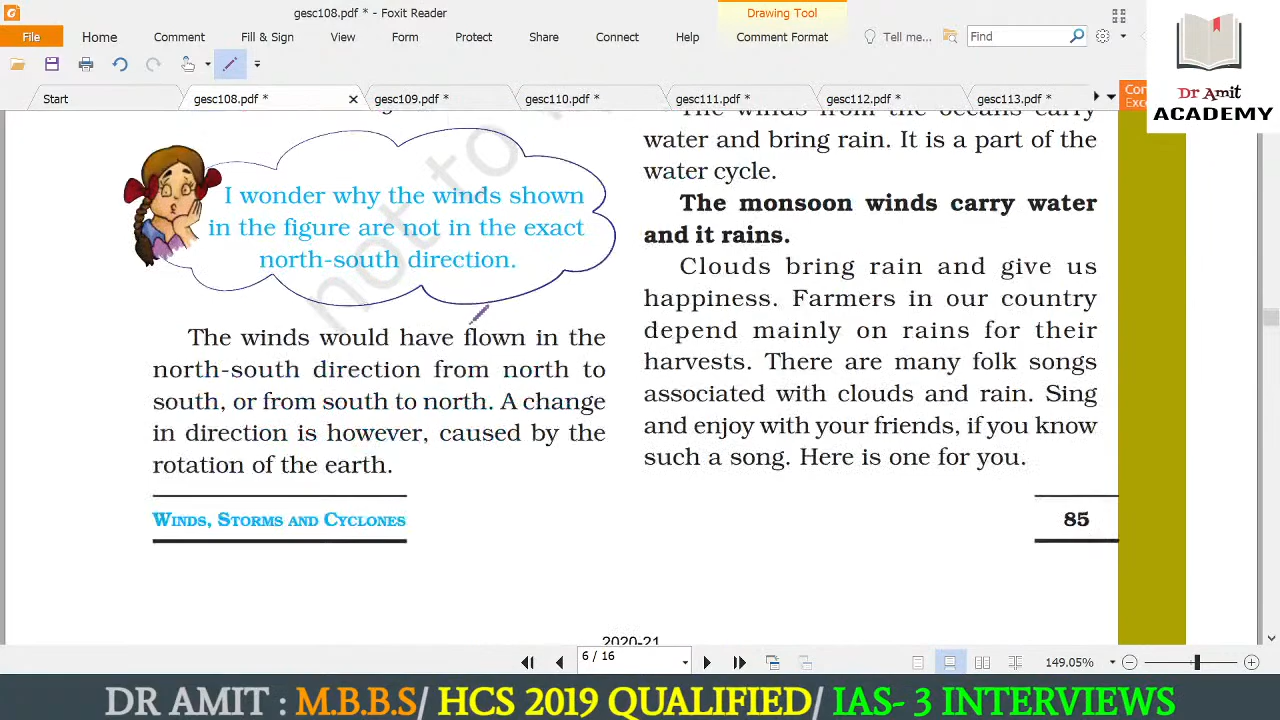 gesc108.pdf * - Foxit Reader
Drawing Tool
File Home Comment Fill & Sign View Form Protect Share Connect Help Comment Format Tell me... Find
Start gesc108.pdf * gesc109.pdf * gesc110.pdf * gesc111.pdf * gesc112.pdf * gesc113.pdf *
Dr Amit
ACADEMY
I wonder why the winds shown
in the figure are not in the exact
north-south direction.
The winds would have flown in the
north-south direction from north to
south, or from south to north. A change
in direction is however, caused by the
rotation of the earth.
The winds from the oceans carry
water and bring rain. It is a part of the
water cycle.
The monsoon winds carry water
and it rains.
Clouds bring rain and give us
happiness. Farmers in our country
depend mainly on rains for their
harvests. There are many folk songs
associated with clouds and rain. Sing
and enjoy with your friends, if you know
such a song. Here is one for you.
Winds, Storms and Cyclones
85
2020-21
6 / 16
149.05%
DR AMIT : M.B.B.S/ HCS 2019 QUALIFIED/ IAS- 3 INTERVIEWS